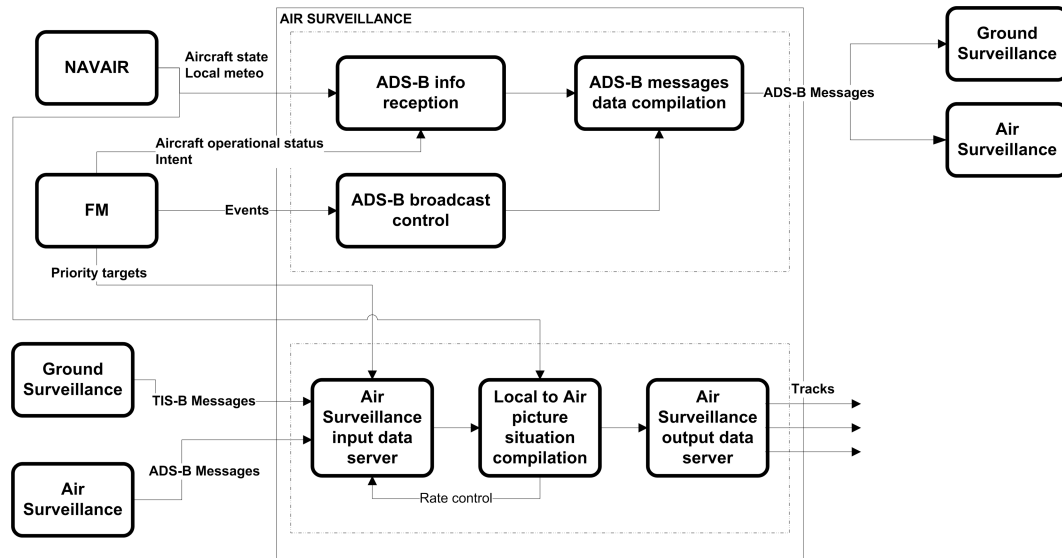 AIR SURVEILLANCE
NAVAIR
Aircraft state
Local meteo
ADS-B info
reception
ADS-B messages
data compilation
ADS-B Messages
Ground
Surveillance
Air
Surveillance
Aircraft operational status
Intent
FM
Events
ADS-B broadcast
control
Priority targets
Ground
Surveillance
TIS-B Messages
Air
Surveillance
ADS-B Messages
Air
Surveillance
input data
server
Local to Air
picture
situation
compilation
Air
Surveillance
output data
server
Tracks
Rate control